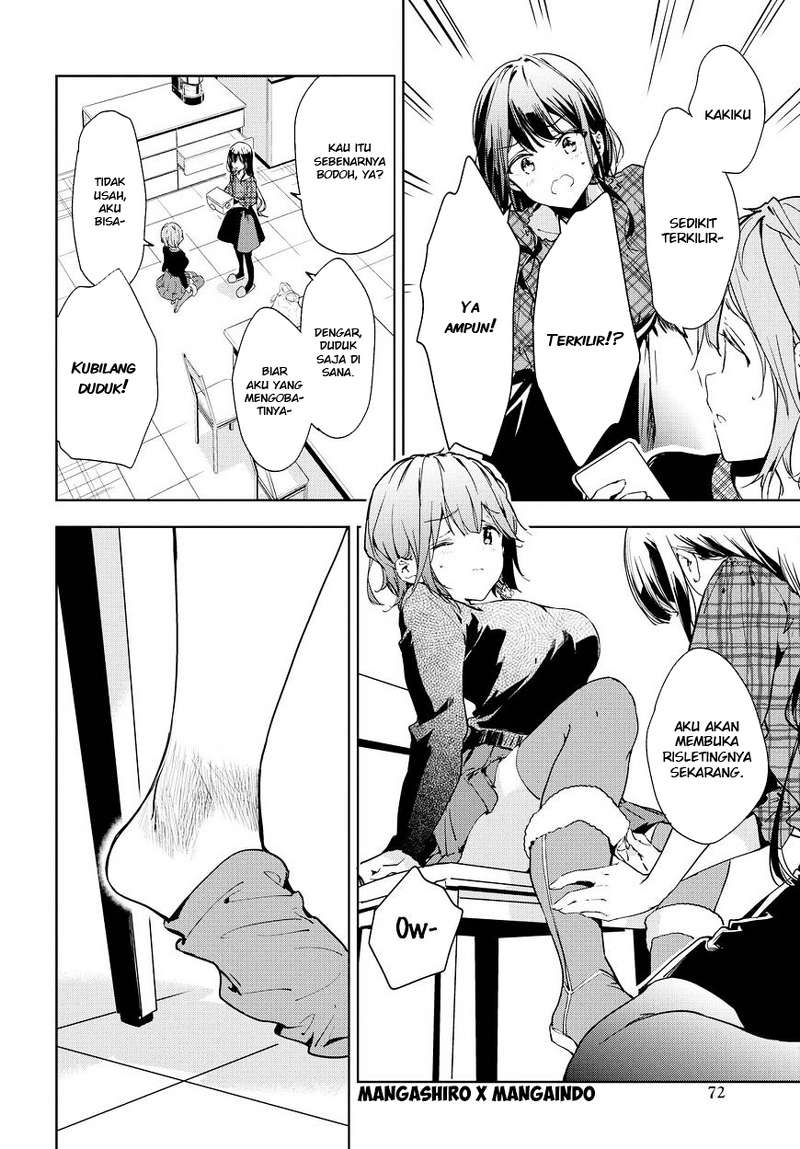 KAKIKU
SEDIKIT
TERKILIR-
TERKILIR!?
YA
AMPUN!
KAU ITU
SEBENARNYA
BODOH, YA?
TIDAK
USAH, AKU
BISA-
DENGAR,
DUDUK
SAJA DI
SANA.
BIAR
AKU YANG
MENGOBA-
TINYA-
KUBILANG
DUDUK!
AKU AKAN
MEMBUKA
RISLETINGNYA
SEKARANG.
OW-
MANGASHIRO X MANGAINDO
72